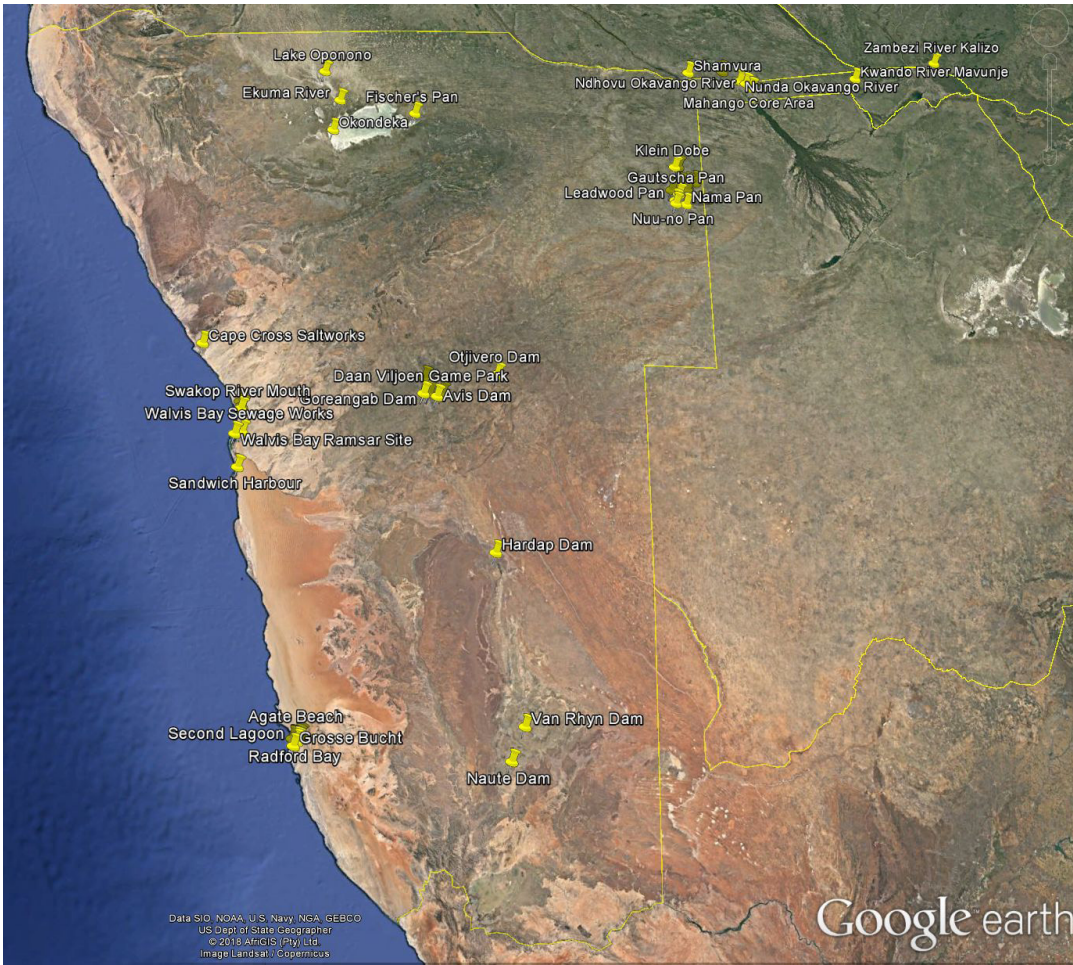 Zambezi River Kalizo
Lake Oponono
Shamvura
Kwando River Mavunje
Ndhovu Okavango River
Nunda Okavango River
Ekuma River
Fischer's Pan
Mahango Core Area
Okondeka
Klein Dobe
Gautscha Pan
Leadwood Pan
Nama Pan
Nuu-no Pan
Cape Cross Saltworks
Otjivero Dam
Daan Viljoen Game Park
Swakop River Mouth
Goreangab Dam
Avis Dam
Walvis Bay Sewage Works
Walvis Bay Ramsar Site
Sandwich Harbour
Hardap Dam
Agate Beach
Van Rhyn Dam
Second Lagoon
Grosse Bucht
Radford Bay
Naute Dam
Data SIO, NOAA, U.S. Navy, NGA, GEBCO
US Dept of State Geographer
© 2018 AfriGIS (Pty) Ltd.
Image Landsat / Copernicus
Google earth